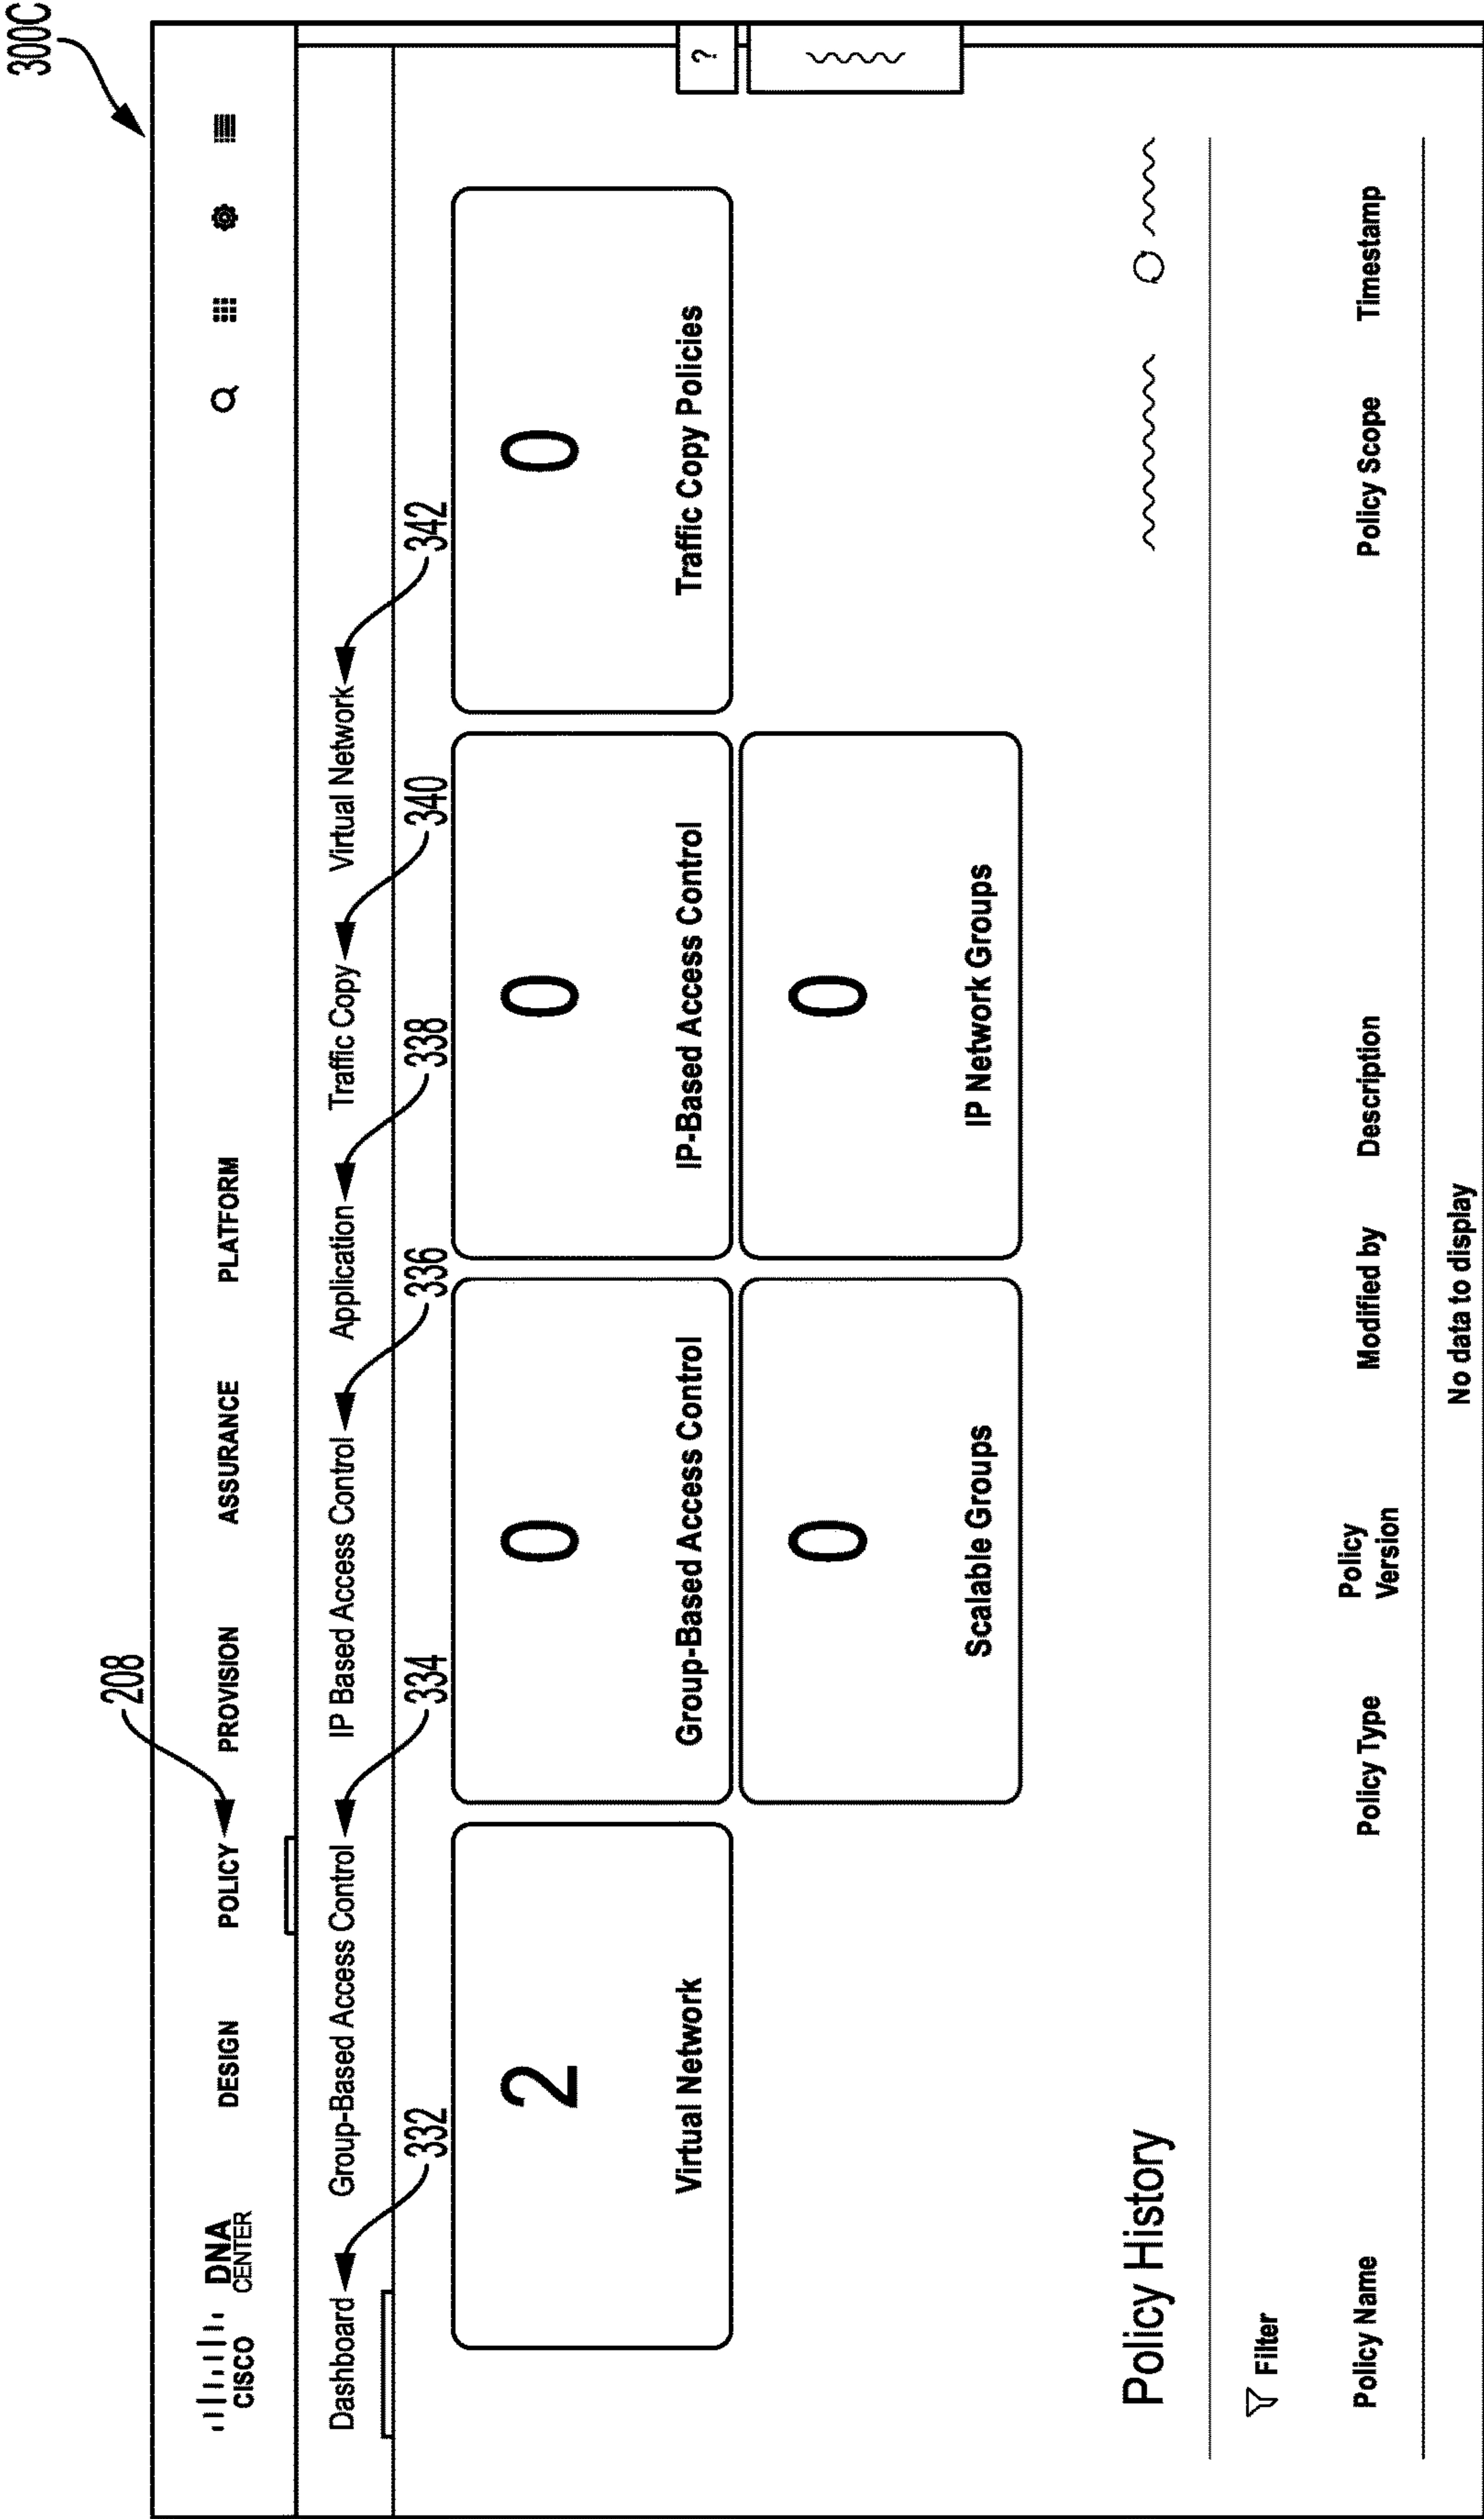 300C
208
CISCO DNA CENTER DESIGN POLICY PROVISION ASSURANCE PLATFORM
Dashboard Group-Based Access Control IP Based Access Control Application Traffic Copy Virtual Network
332 334 336 338 340 342
2 0 0 0
Virtual Network Group-Based Access Control IP-Based Access Control Traffic Copy Policies
?
0 0
Scalable Groups IP Network Groups
Policy History
Filter
Policy Name Policy Type Policy Version Modified by Description Policy Scope Timestamp
No data to display